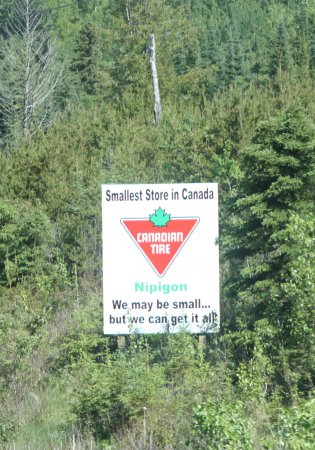 Smallest Store in Canada
CANADIAN
TIRE
Nipigon
We may be small...
but we can get it all